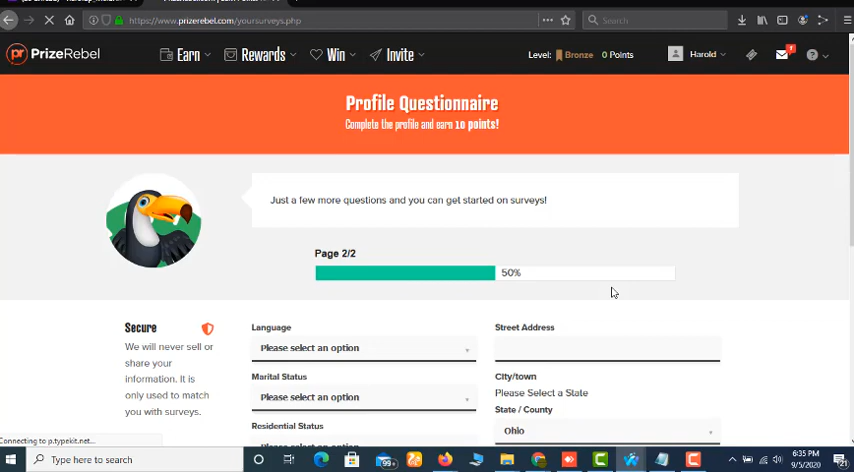 https://www.prizerebel.com/yoursurveys.php
Search
PrizeRebel
Earn
Rewards
Win
Invite
Level: Bronze 0 Points
Harold
Profile Questionnaire
Complete the profile and earn 10 points!
Just a few more questions and you can get started on surveys!
Page 2/2
50%
Secure
We will never sell or
share your
information. It is
only used to match
you with surveys.
Language
Please select an option
Marital Status
Please select an option
Residential Status
Street Address
City/town
Please Select a State
State / County
Ohio
Connecting to p.typekit.net...
Type here to search
99+
6:35 PM
9/5/2020
21